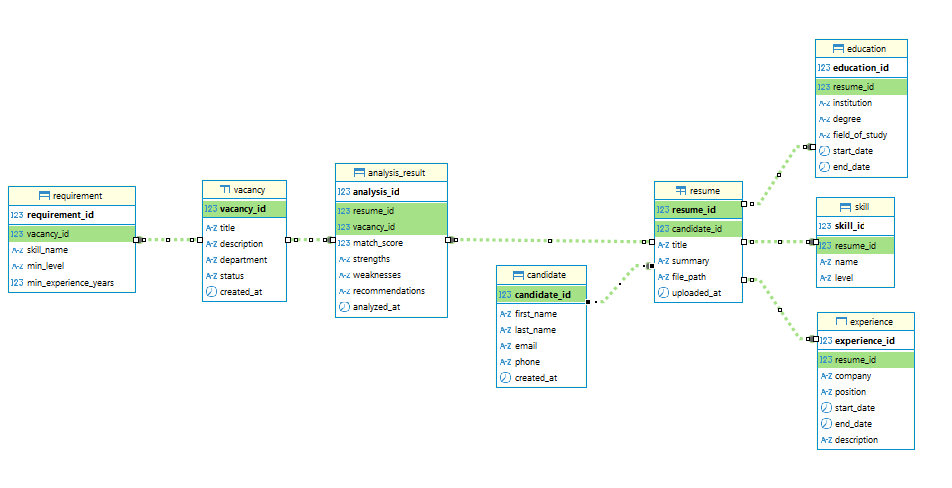 requirement
123 requirement_id
123 vacancy_id
A-Z skill_name
A-Z min_level
123 min_experience_years
vacancy
123 vacancy_id
A-Z title
A-Z description
A-Z department
A-Z status
created_at
analysis_result
123 analysis_id
123 resume_id
123 vacancy_id
123 match_score
A-Z strengths
A-Z weaknesses
A-Z recommendations
analyzed_at
candidate
123 candidate_id
A-Z first_name
A-Z last_name
A-Z email
A-Z phone
created_at
resume
123 resume_id
123 candidate_id
A-Z title
A-Z summary
A-Z file_path
uploaded_at
education
123 education_id
123 resume_id
A-Z institution
A-Z degree
A-Z field_of_study
start_date
end_date
skill
123 skill_ic
123 resume_id
A-Z name
A-Z level
experience
123 experience_id
123 resume_id
A-Z company
A-Z position
start_date
end_date
A-Z description